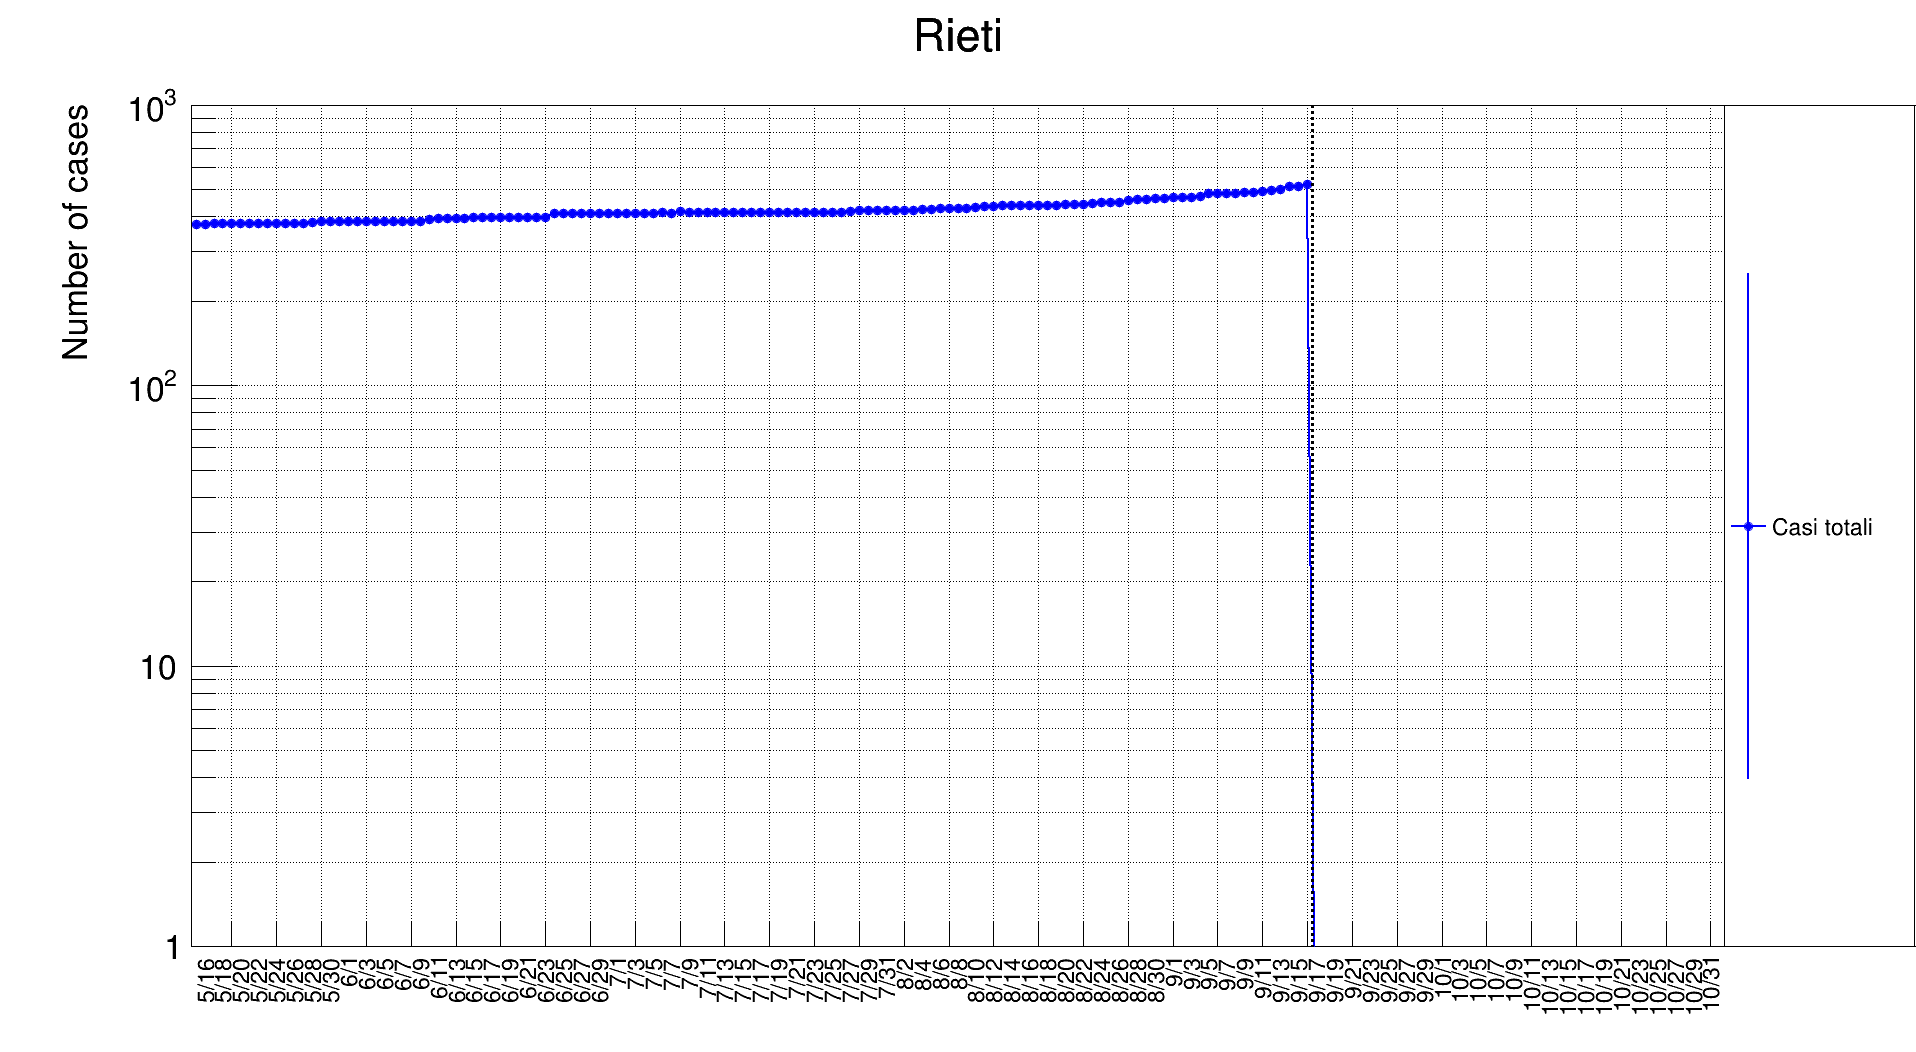 Rieti
Number of cases
10³
10²
10
1
5/16 5/18 5/20 5/22 5/24 5/26 5/28 5/30 6/1 6/3 6/5 6/7 6/9 6/11 6/13 6/15 6/17 6/19 6/21 6/23 6/25 6/27 6/29 7/1 7/3 7/5 7/7 7/9 7/11 7/13 7/15 7/17 7/19 7/21 7/23 7/25 7/27 7/29 7/31 8/2 8/4 8/6 8/8 8/10 8/12 8/14 8/16 8/18 8/20 8/22 8/24 8/26 8/28 8/30 9/1 9/3 9/5 9/7 9/9 9/11 9/13 9/15 9/17 9/19 9/21 9/23 9/25 9/27 9/29 10/1 10/3 10/5 10/7 10/9 10/11 10/13 10/15 10/17 10/19 10/21 10/23 10/25 10/27 10/29 10/31
Casi totali